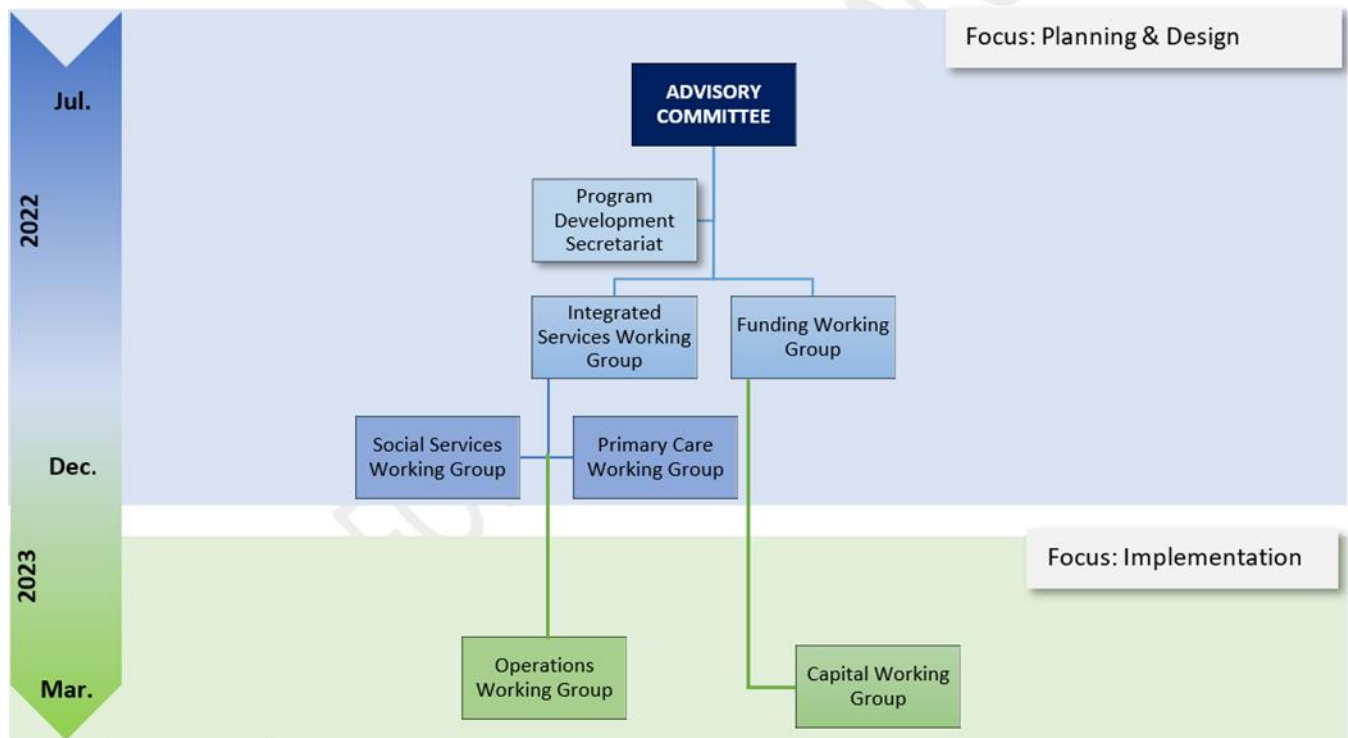 Focus: Planning & Design
Jul.
ADVISORY
COMMITTEE
2022
Program
Development
Secretariat
Integrated
Services Working
Group
Funding Working
Group
Social Services
Working Group
Primary Care
Working Group
Dec.
2023
Focus: Implementation
Operations
Working Group
Capital Working
Group
Mar.